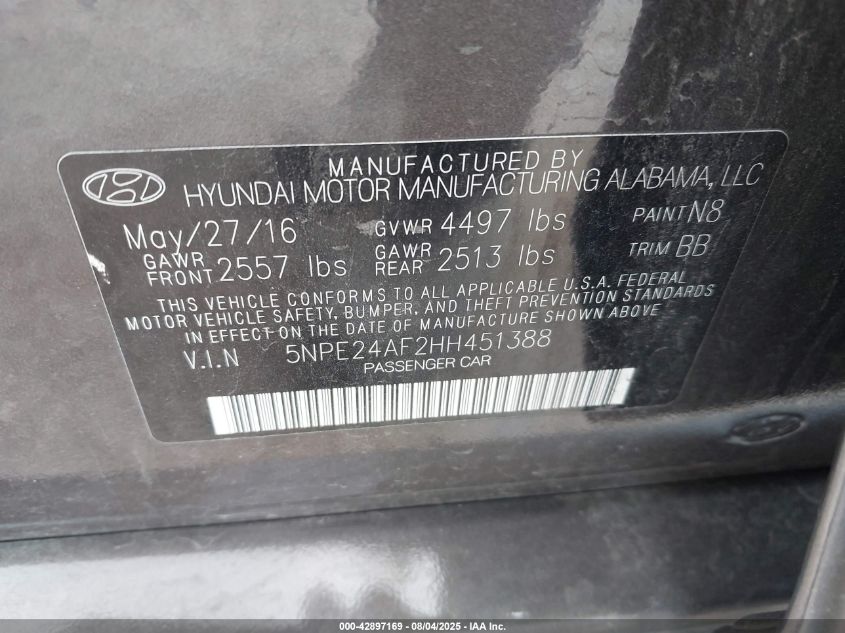 MANUFACTURED BY
HYUNDAI MOTOR MANUFACTURING ALABAMA, LLC
May/27/16 GVWR 4497 lbs PAINT N8
GAWR FRONT 2557 lbs GAWR REAR 2513 lbs TRIM BB
THIS VEHICLE CONFORMS TO ALL APPLICABLE U.S.A. FEDERAL
MOTOR VEHICLE SAFETY, BUMPER, AND THEFT PREVENTION STANDARDS
IN EFFECT ON THE DATE OF MANUFACTURE SHOWN ABOVE
V.I.N 5NPE24AF2HH451388
PASSENGER CAR
000-42897169 - 08/04/2025 - IAA Inc.